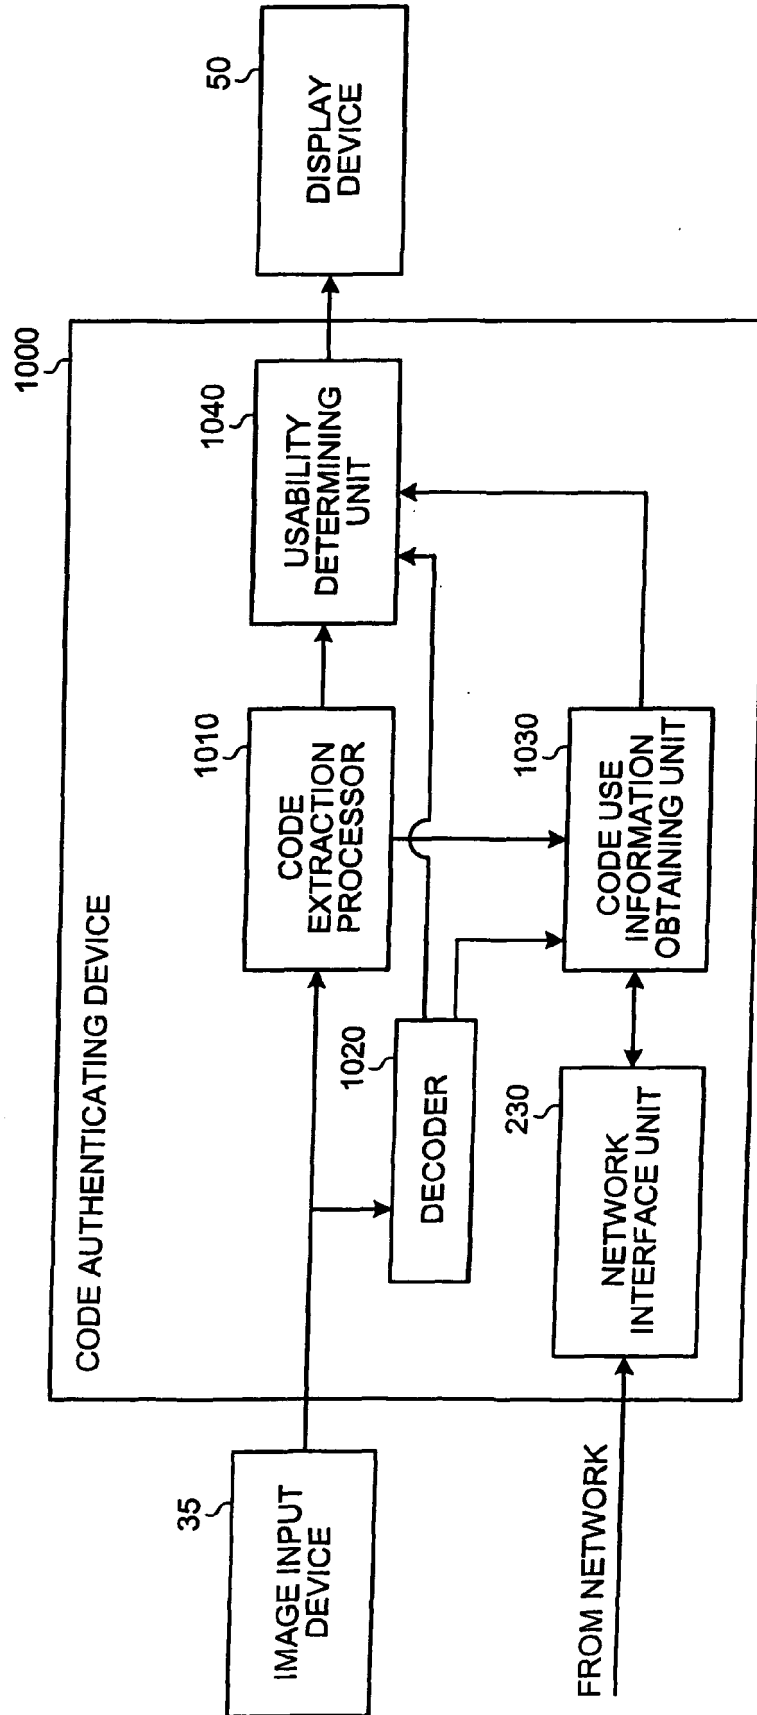 CODE AUTHENTICATING DEVICE
1000
35
IMAGE INPUT
DEVICE
1010
CODE
EXTRACTION
PROCESSOR
1040
USABILITY
DETERMINING
UNIT
50
DISPLAY
DEVICE
1020
DECODER
230
NETWORK
INTERFACE UNIT
1030
CODE USE
INFORMATION
OBTAINING UNIT
FROM NETWORK